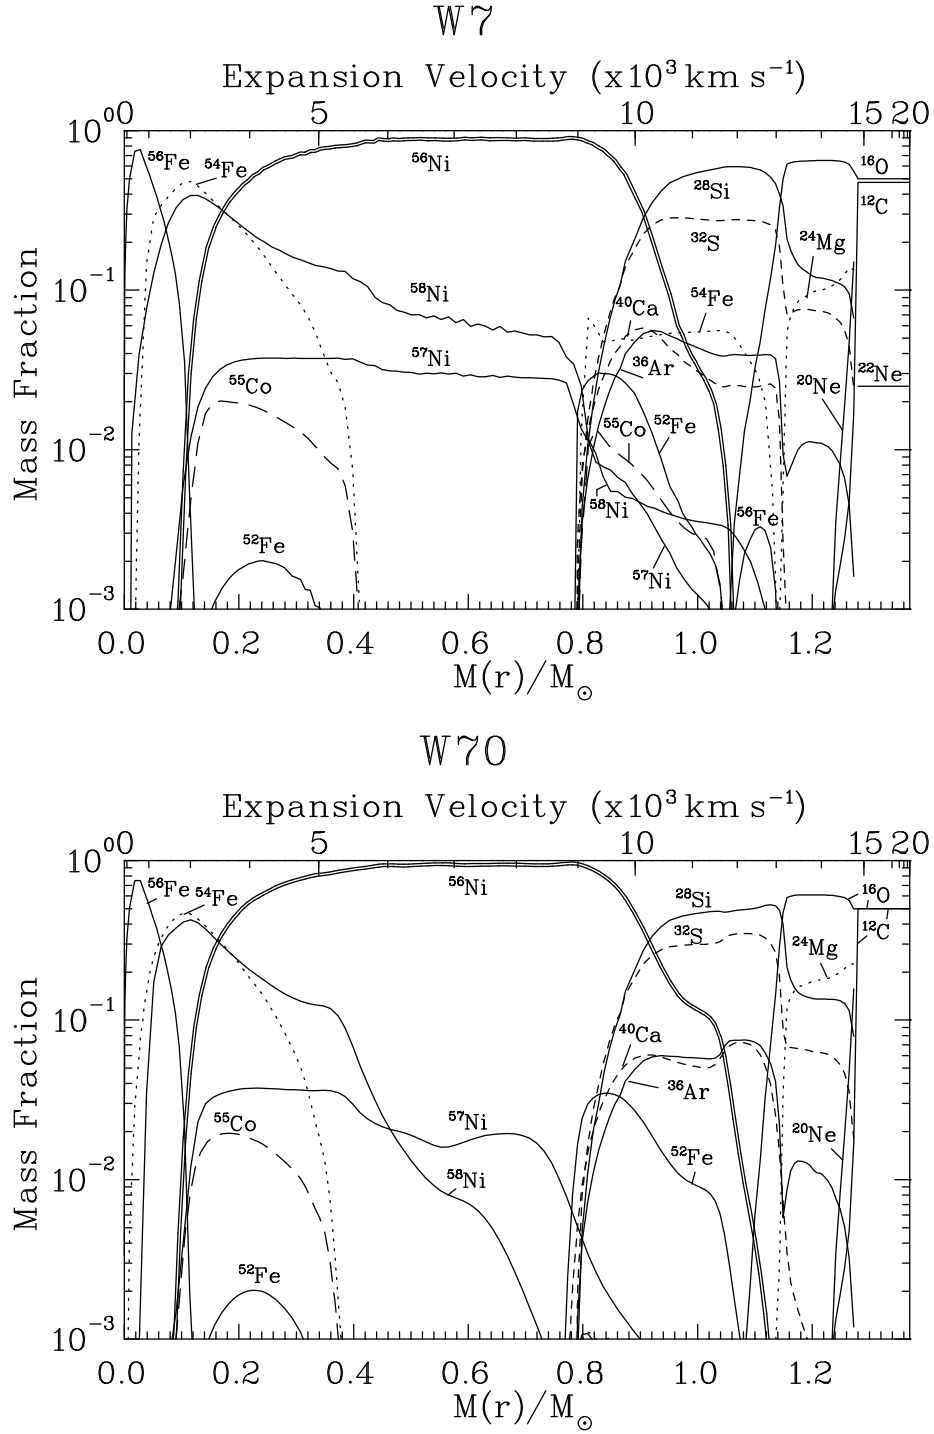 W7
Expansion Velocity (x10³ km s⁻¹)
0 5 10 15 20
10⁰
⁵⁶Fe ⁵⁴Fe ⁵⁶Ni ¹⁶O
²⁸Si ¹²C
³²S ²⁴Mg
10⁻¹
⁵⁸Ni ⁴⁰Ca ⁵⁴Fe
⁵⁷Ni ³⁶Ar ²²Ne
⁵⁵Co ²⁰Ne
⁵⁵Co ⁵²Fe
10⁻²
⁵⁸Ni ⁵⁶Fe
⁵²Fe ⁵⁷Ni
10⁻³
Mass Fraction
0.0 0.2 0.4 0.6 0.8 1.0 1.2
M(r)/M☉
W70
Expansion Velocity (x10³ km s⁻¹)
0 5 10 15 20
10⁰
⁵⁶Fe ⁵⁴Fe ⁵⁶Ni ²⁸Si ¹⁶O
³²S ¹²C
²⁴Mg
10⁻¹
⁴⁰Ca
³⁶Ar
⁵⁵Co ⁵⁷Ni ²⁰Ne
⁵⁸Ni ⁵²Fe
10⁻²
⁵²Fe
10⁻³
Mass Fraction
0.0 0.2 0.4 0.6 0.8 1.0 1.2
M(r)/M☉